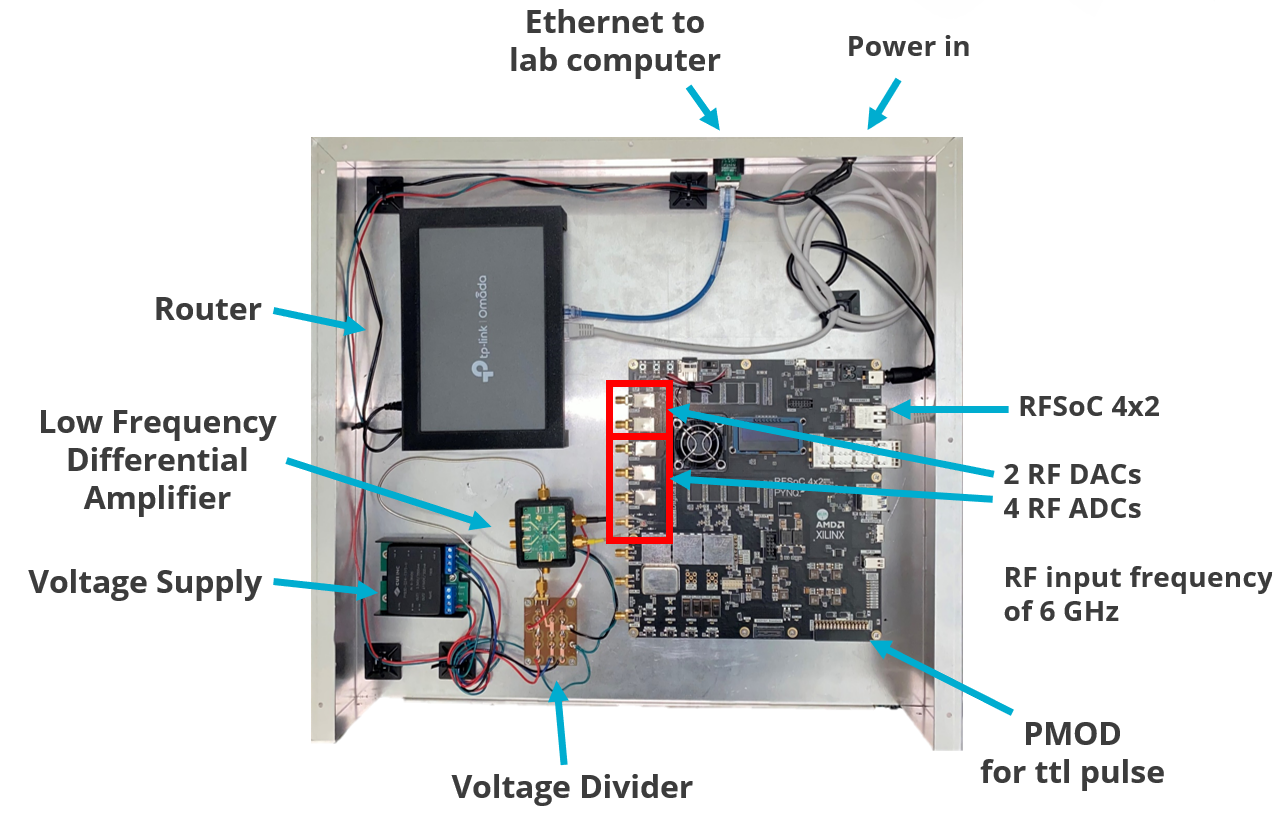 Ethernet to
lab computer
Power in
Router
tp-link | omada
Low Frequency
Differential
Amplifier
RFSoC 4x2
2 RF DACs
4 RF ADCs
RFSoC 4x2
PYNQ
AMD
XILINX
Voltage Supply
RF input frequency
of 6 GHz
PMOD
for ttl pulse
Voltage Divider